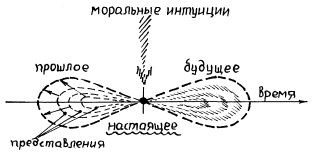 моральные интуиции
прошлое
будущее
время
настоящее
представления